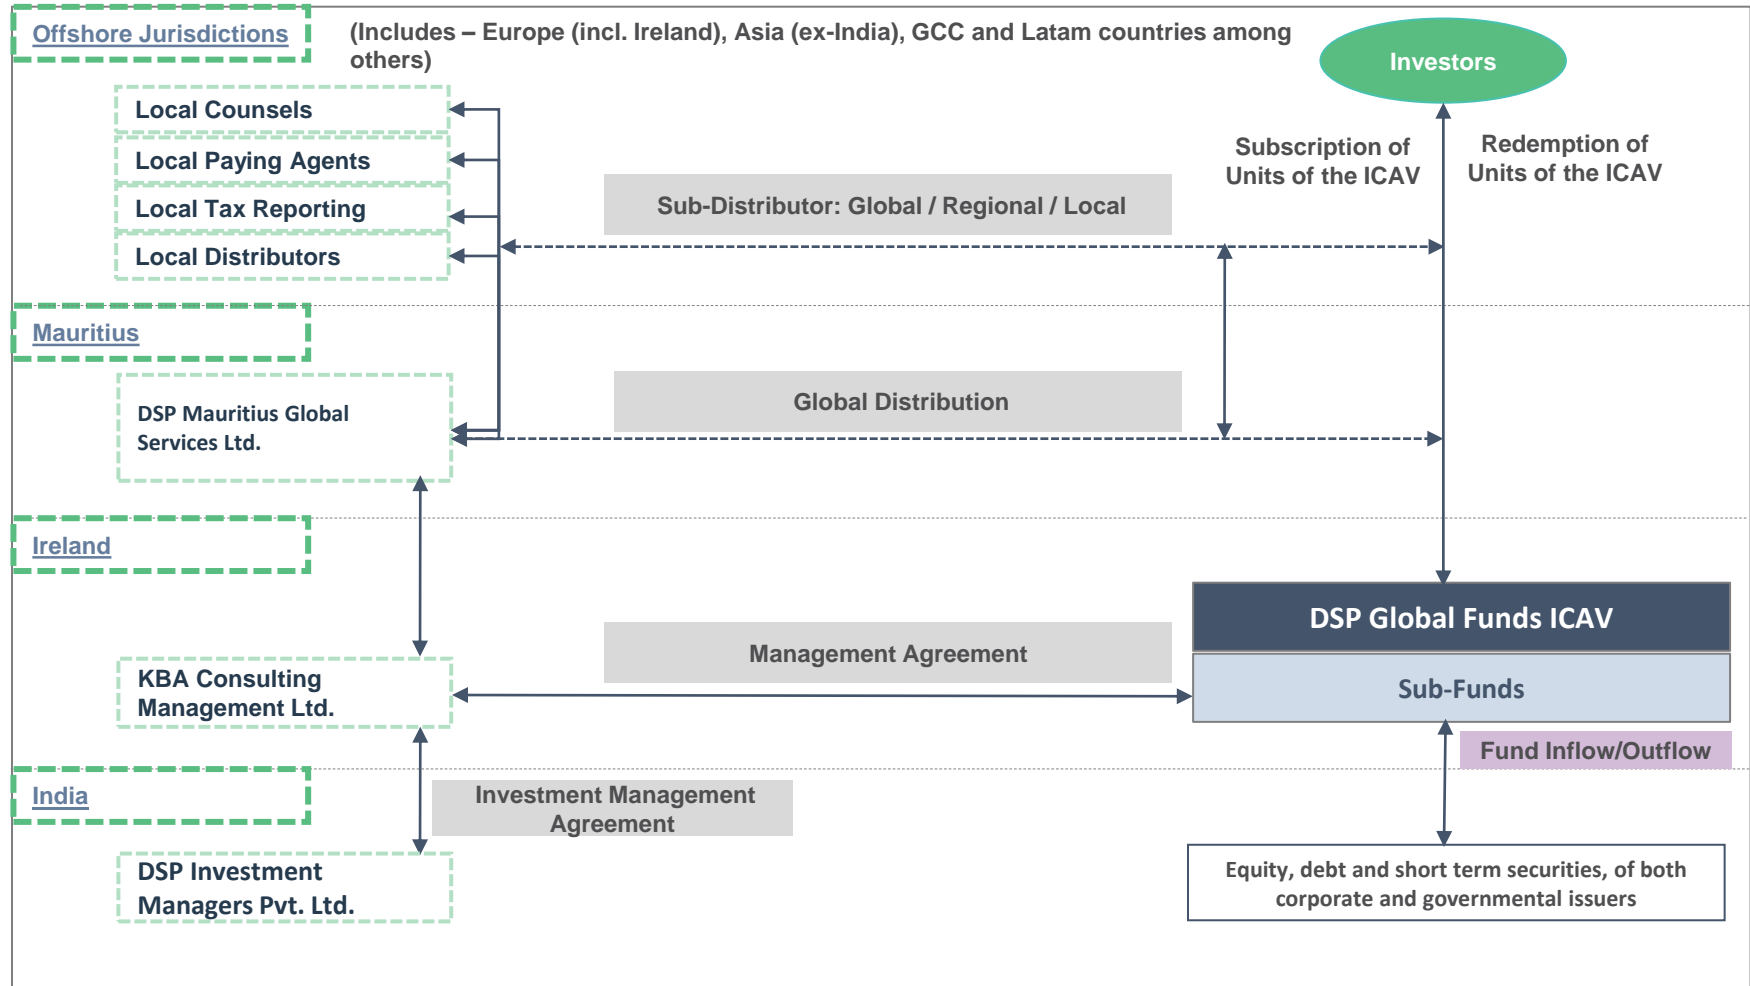 Offshore Jurisdictions
(Includes – Europe (incl. Ireland), Asia (ex-India), GCC and Latam countries among
others)
Investors
Local Counsels
Local Paying Agents
Local Tax Reporting
Local Distributors
Subscription of
Units of the ICAV
Redemption of
Units of the ICAV
Sub-Distributor: Global / Regional / Local
Mauritius
DSP Mauritius Global
Services Ltd.
Global Distribution
Ireland
DSP Global Funds ICAV
Management Agreement
KBA Consulting
Management Ltd.
Sub-Funds
Fund Inflow/Outflow
India
Investment Management
Agreement
DSP Investment
Managers Pvt. Ltd.
Equity, debt and short term securities, of both
corporate and governmental issuers